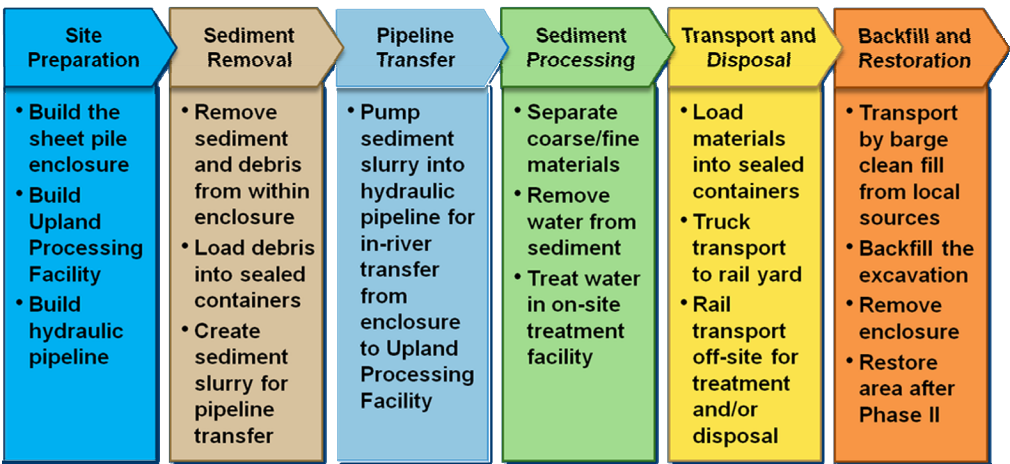 Site
Preparation
• Build the
sheet pile
enclosure
• Build
Upland
Processing
Facility
• Build
hydraulic
pipeline
Sediment
Removal
• Remove
sediment
and debris
from within
enclosure
• Load debris
into sealed
containers
• Create
sediment
slurry for
pipeline
transfer
Pipeline
Transfer
• Pump
sediment
slurry into
hydraulic
pipeline for
in-river
transfer
from
enclosure
to Upland
Processing
Facility
Sediment
Processing
• Separate
coarse/fine
materials
• Remove
water from
sediment
• Treat water
in on-site
treatment
facility
Transport and
Disposal
• Load
materials
into sealed
containers
• Truck
transport
to rail yard
• Rail
transport
off-site for
treatment
and/or
disposal
Backfill and
Restoration
• Transport
by barge
clean fill
from local
sources
• Backfill the
excavation
• Remove
enclosure
• Restore
area after
Phase II